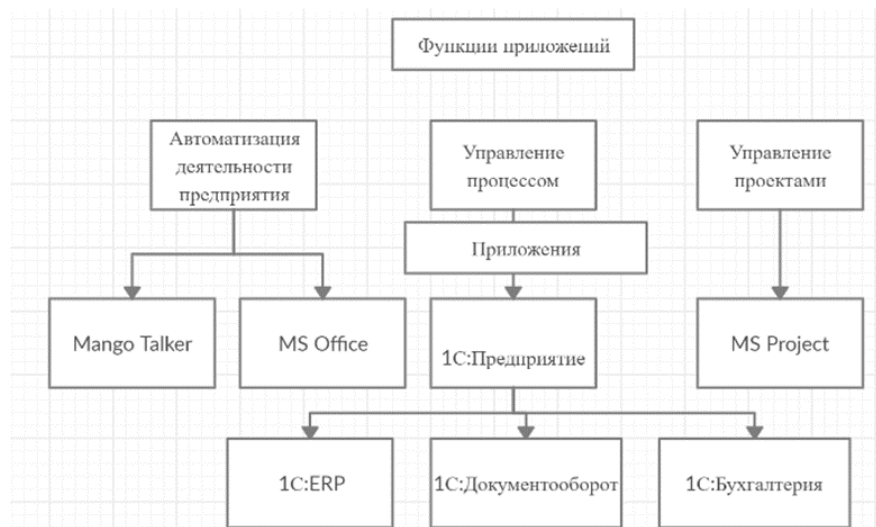 Функции приложений
Автоматизация
деятельности
предприятия
Управление
процессом
Управление
проектами
Приложения
Mango Talker
MS Office
1С:Предприятие
MS Project
1С:ERP
1С:Документооборот
1С:Бухгалтерия